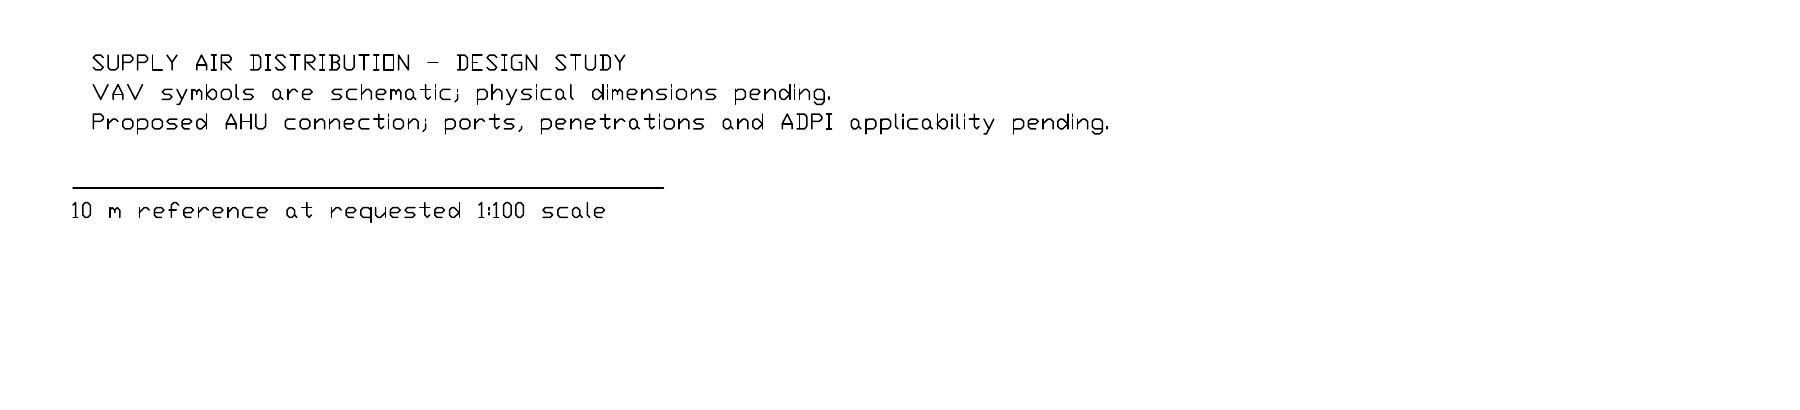 SUPPLY AIR DISTRIBUTION - DESIGN STUDY
VAV symbols are schematic; physical dimensions pending.
Proposed AHU connection; ports, penetrations and ADPI applicability pending.
10 m reference at requested 1:100 scale